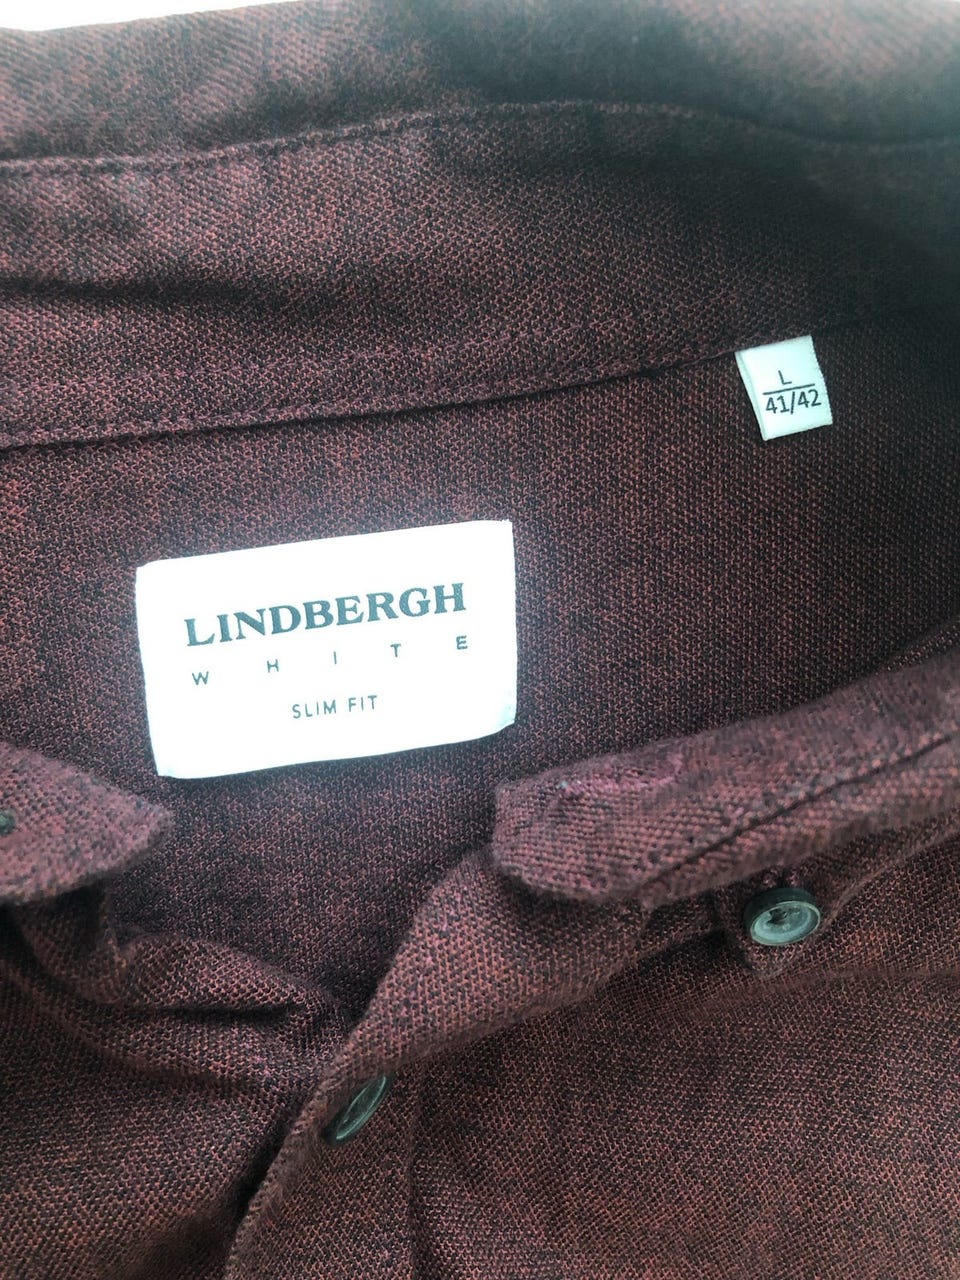 L
41/42
LINDBERGH
WHITE
SLIM FIT